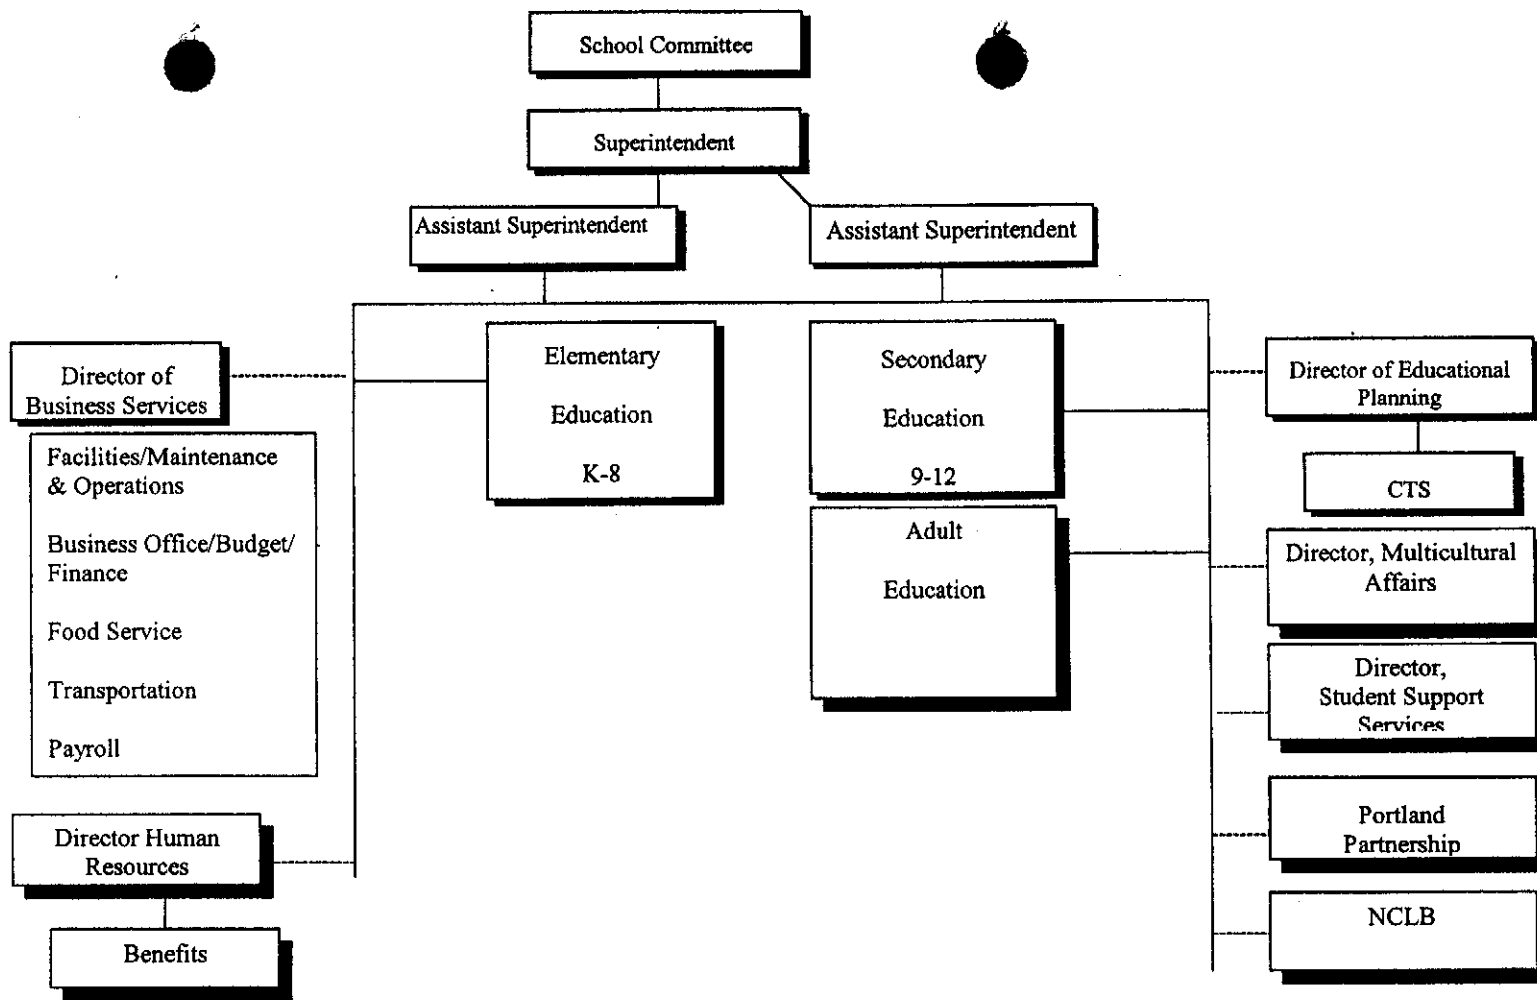 School Committee
Superintendent
Assistant Superintendent
Assistant Superintendent
Elementary
Education
K-8
Secondary
Education
9-12
Adult
Education
Director of
Business Services
Facilities/Maintenance
& Operations
Business Office/Budget/
Finance
Food Service
Transportation
Payroll
Director Human
Resources
Benefits
Director of Educational
Planning
CTS
Director, Multicultural
Affairs
Director,
Student Support
Services
Portland
Partnership
NCLB